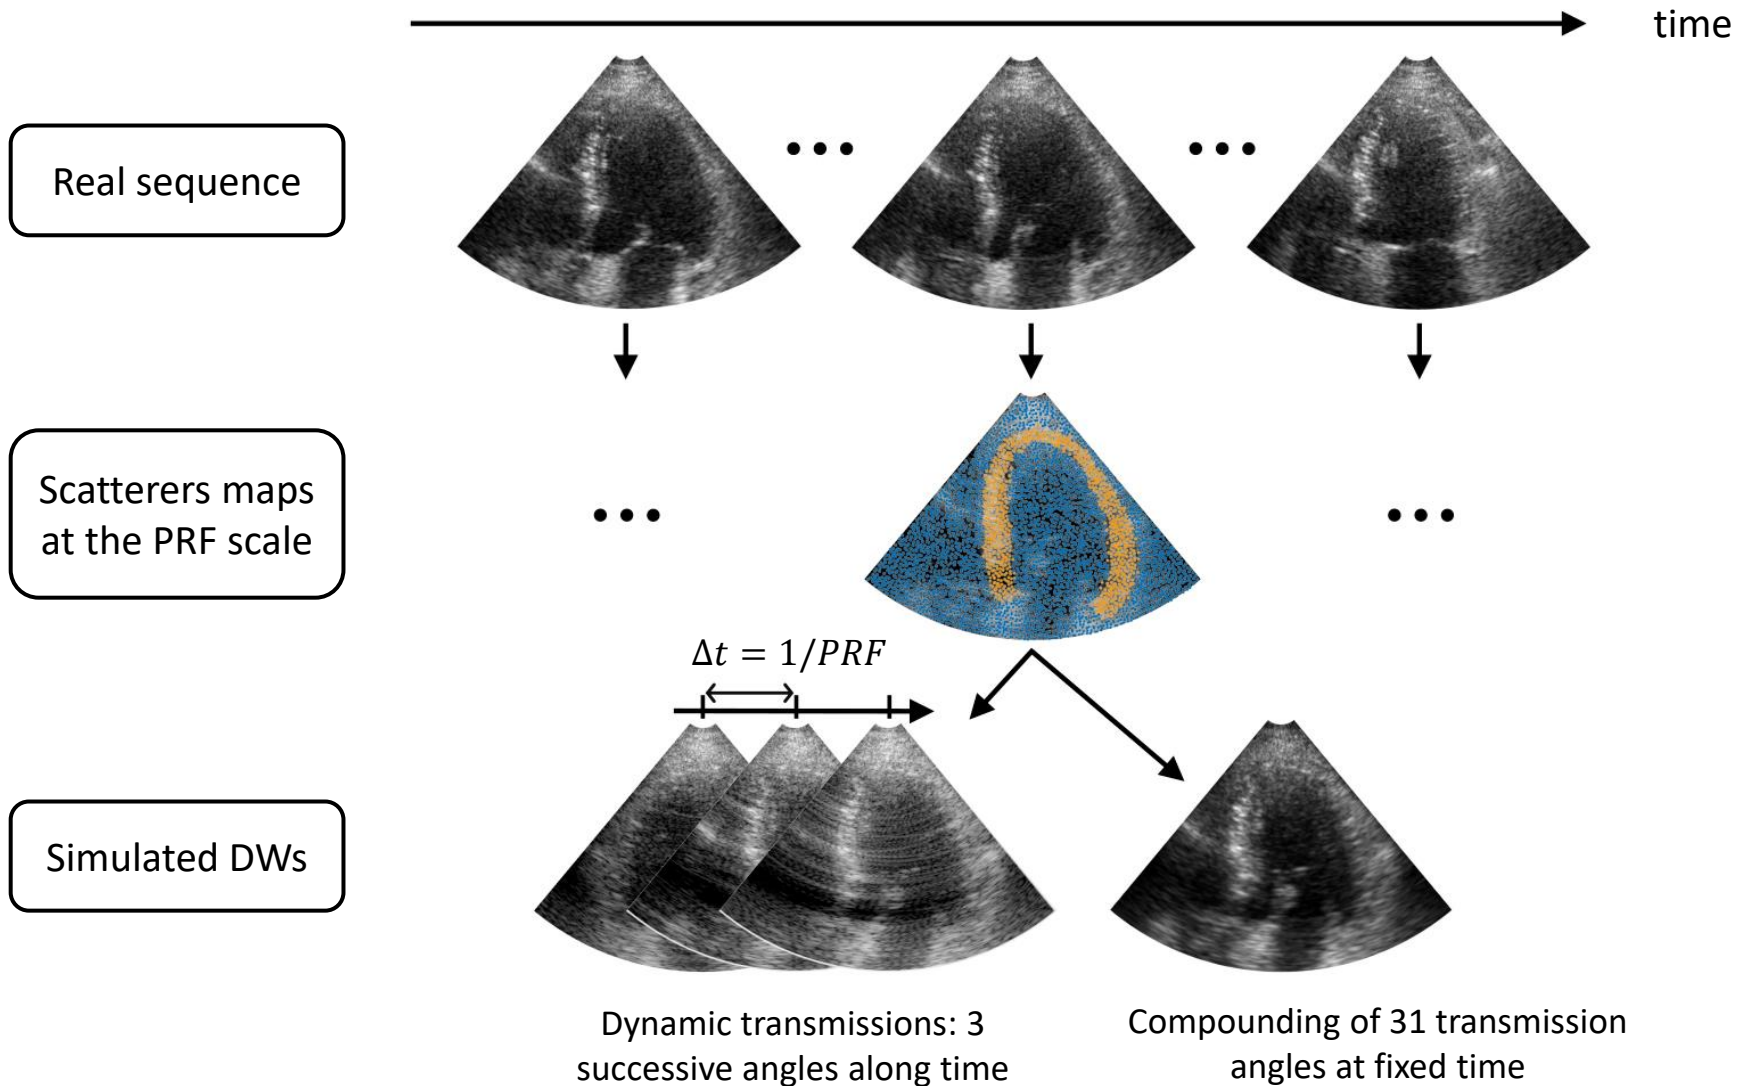 time
Real sequence
Scatterers maps
at the PRF scale
Δt = 1/PRF
Simulated DWs
Dynamic transmissions: 3
successive angles along time
Compounding of 31 transmission
angles at fixed time